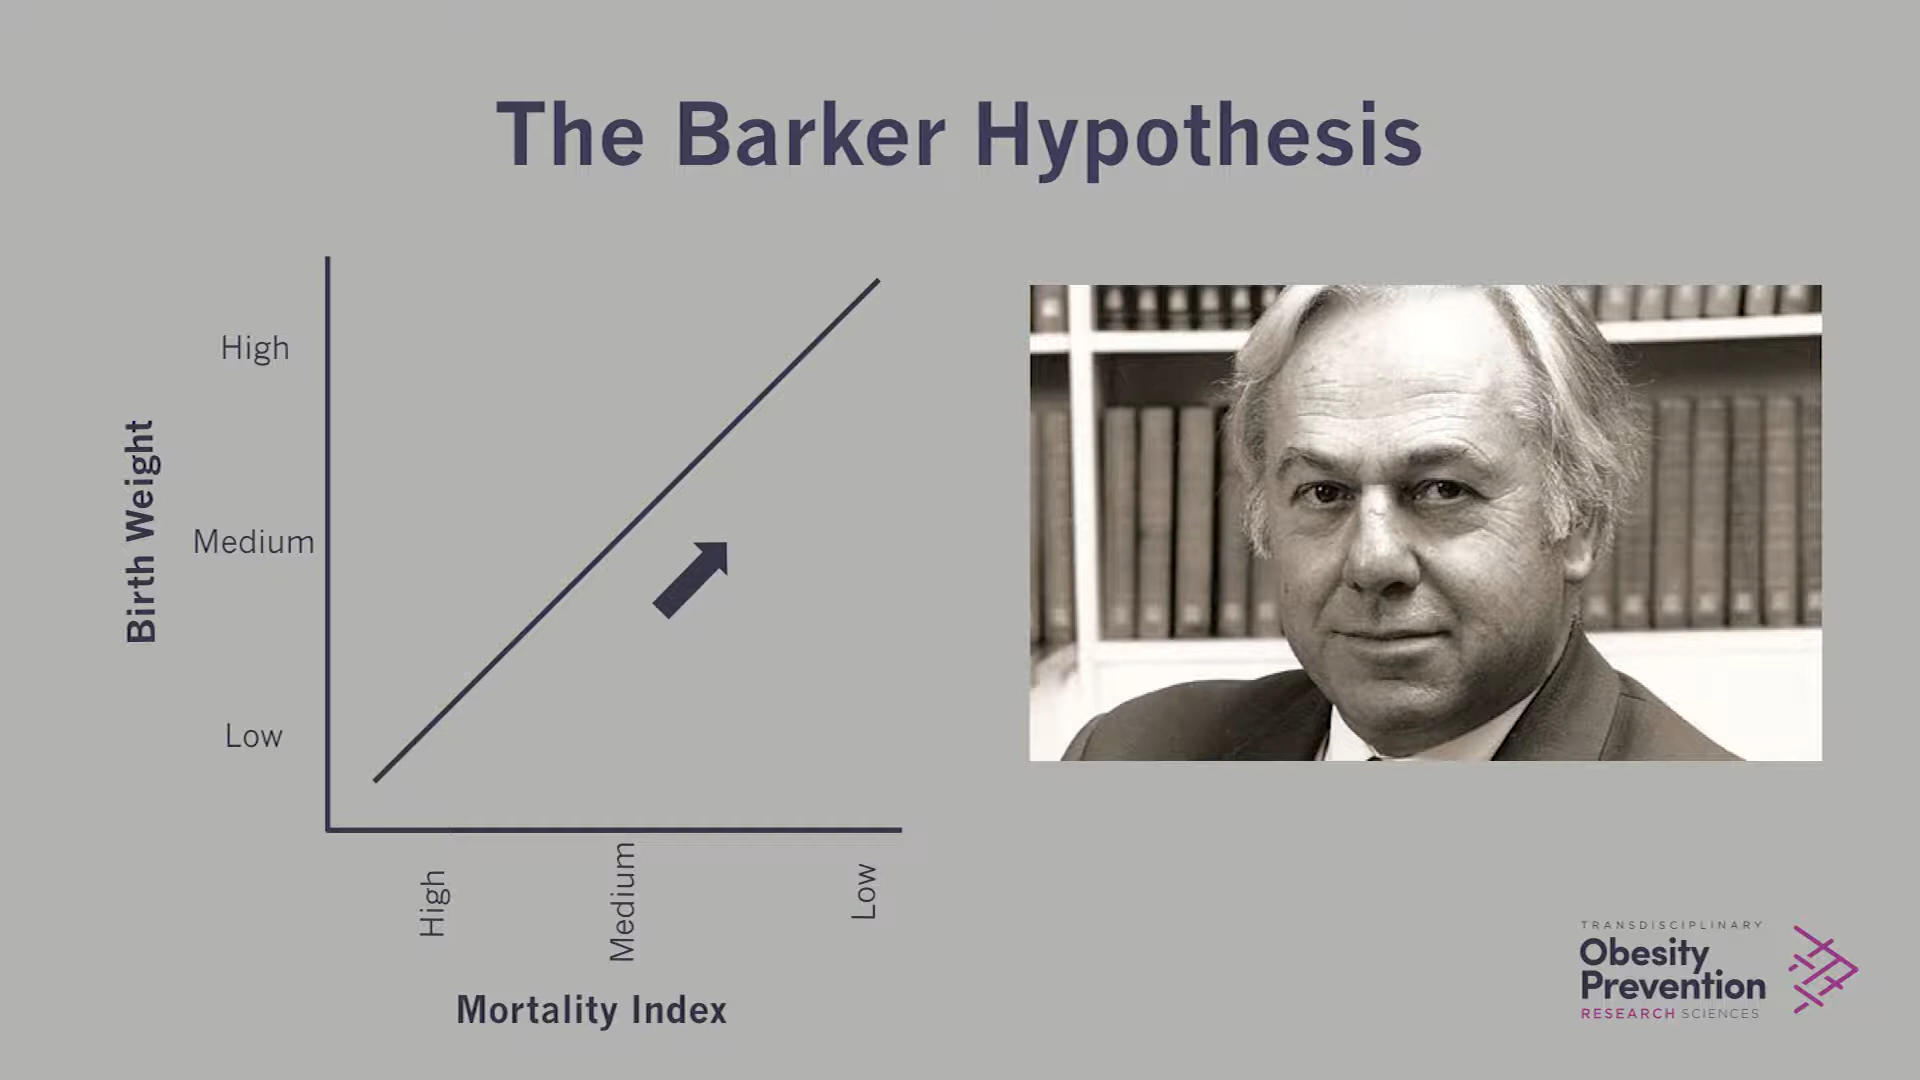 The Barker Hypothesis
Birth Weight
High
Medium
Low
High
Medium
Low
Mortality Index
TRANSDISCIPLINARY
Obesity
Prevention
RESEARCH SCIENCES